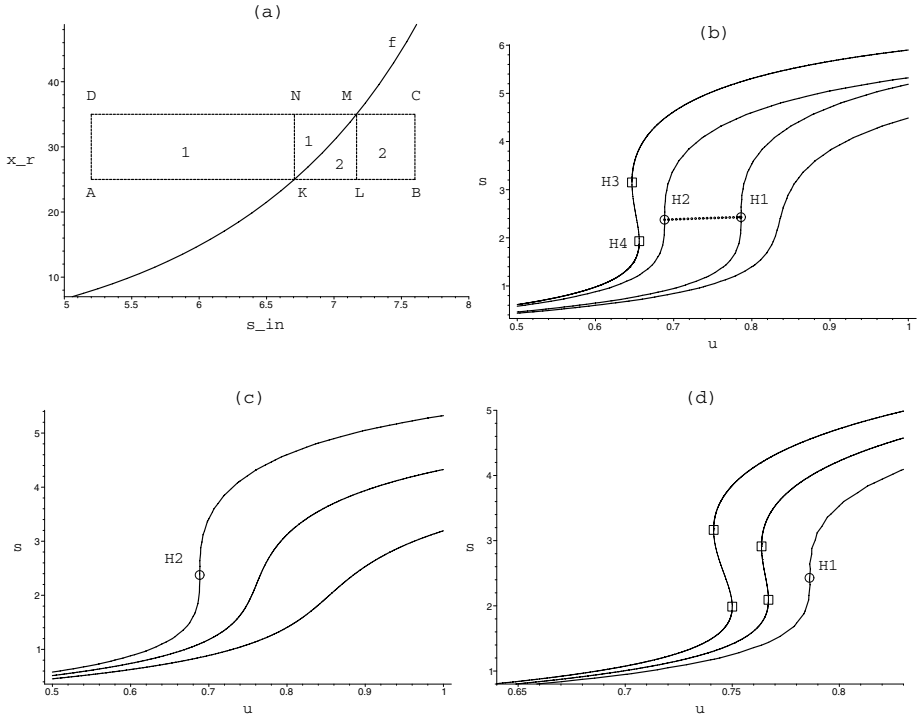 (a)
f
40
D N M C
1
1 2 2
30
x_r
A K L B
20
10
5 5.5 6 6.5 7 7.5 8
s_in
(b)
6
5
4
H3 H2 H1
s
3
H4
2
1
0.5 0.6 0.7 0.8 0.9 1
u
(c)
5
4
3
H2
s
2
1
0.5 0.6 0.7 0.8 0.9 1
u
(d)
5
4
3
H1
s
2
1
0.65 0.7 0.75 0.8
u